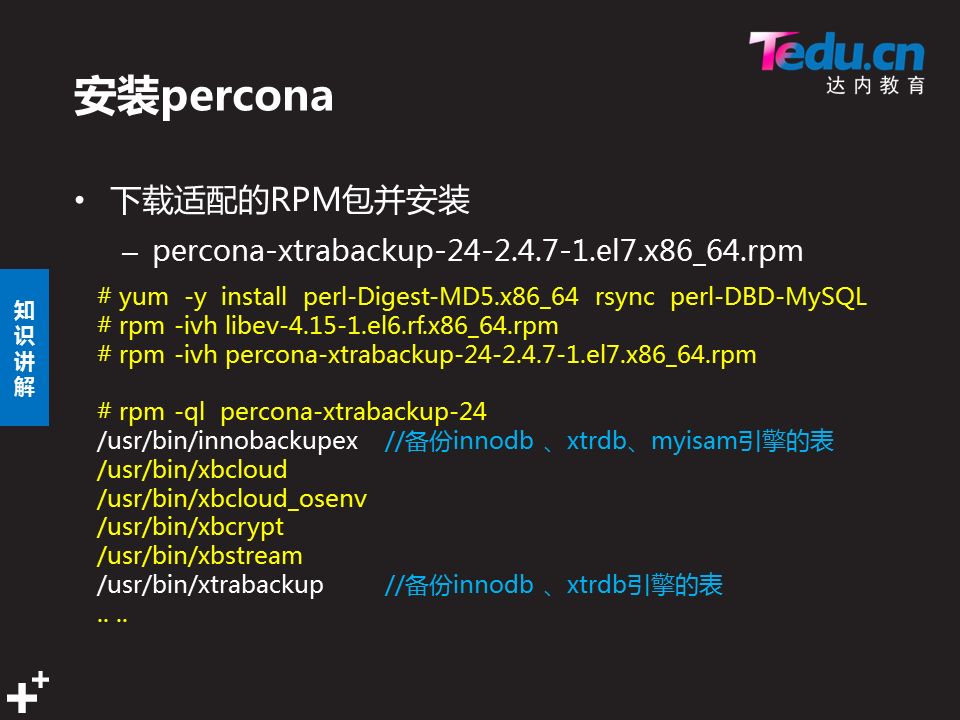 Tedu.cn
达内教育
安装percona
• 下载适配的RPM包并安装
– percona-xtrabackup-24-2.4.7-1.el7.x86_64.rpm
# yum -y install perl-Digest-MD5.x86_64 rsync perl-DBD-MySQL
# rpm -ivh libev-4.15-1.el6.rf.x86_64.rpm
# rpm -ivh percona-xtrabackup-24-2.4.7-1.el7.x86_64.rpm
# rpm -ql percona-xtrabackup-24
/usr/bin/innobackupex //备份innodb 、xtrdb、myisam引擎的表
/usr/bin/xbcloud
/usr/bin/xbcloud_osenv
/usr/bin/xbcrypt
/usr/bin/xbstream
/usr/bin/xtrabackup //备份innodb 、xtrdb引擎的表
.. ..
知识讲解